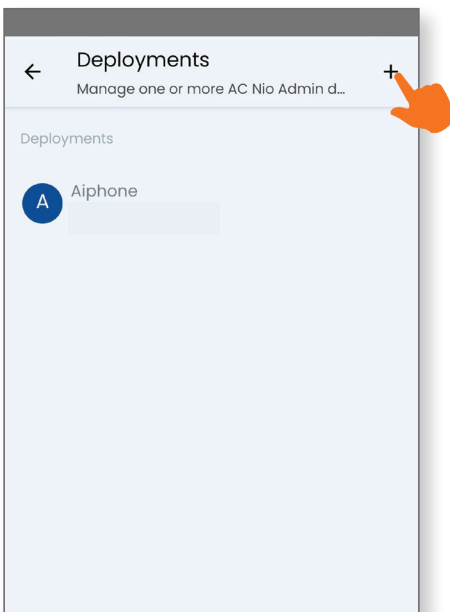 Deployments
Manage one or more AC Nio Admin d...
Deployments
A
Aiphone